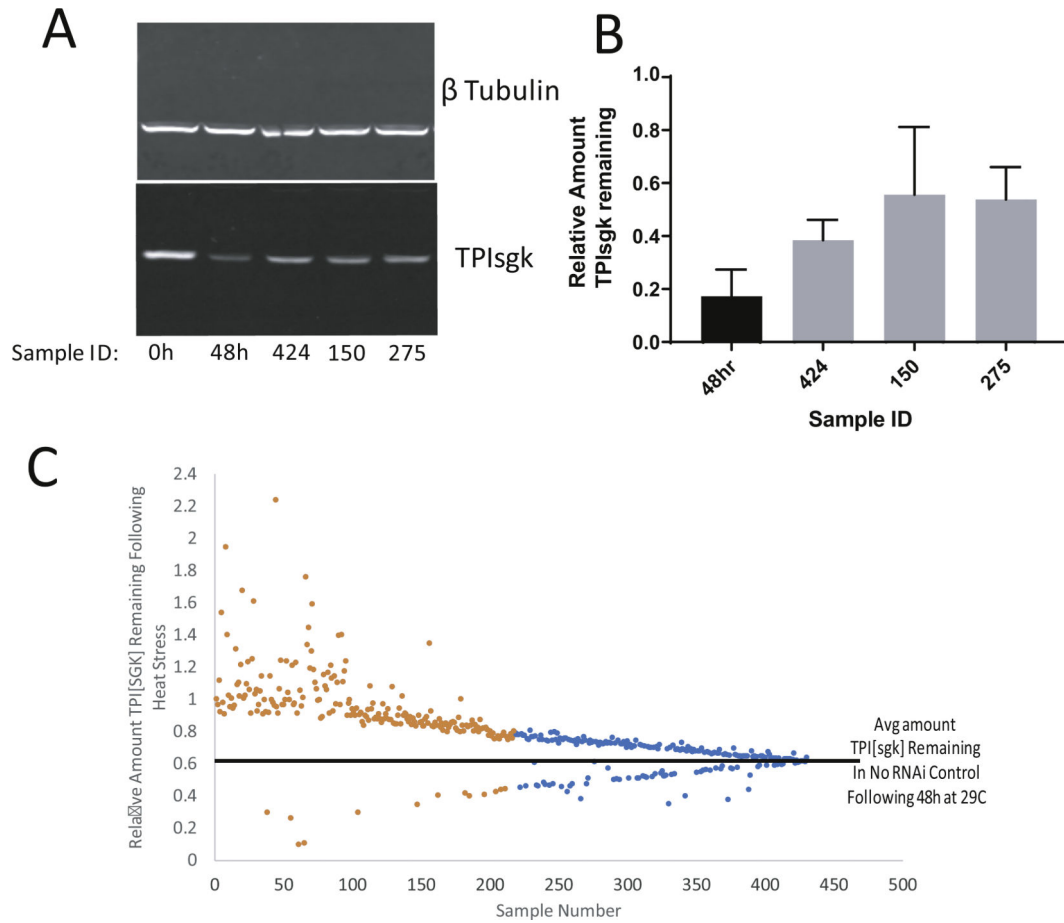 A
β Tubulin
TPIsgk
Sample ID: 0h 48h 424 150 275
B
Relative Amount
TPIsgk remaining
1.0
0.8
0.6
0.4
0.2
0.0
48hr 424 150 275
Sample ID
C
Rela☒ve Amount TPI[SGK] Remaining Following
Heat Stress
2.4
2.2
2
1.8
1.6
1.4
1.2
1
0.8
0.6
0.4
0.2
0
0 50 100 150 200 250 300 350 400 450 500
Sample Number
Avg amount
TPI[sgk] Remaining
In No RNAi Control
Following 48h at 29C